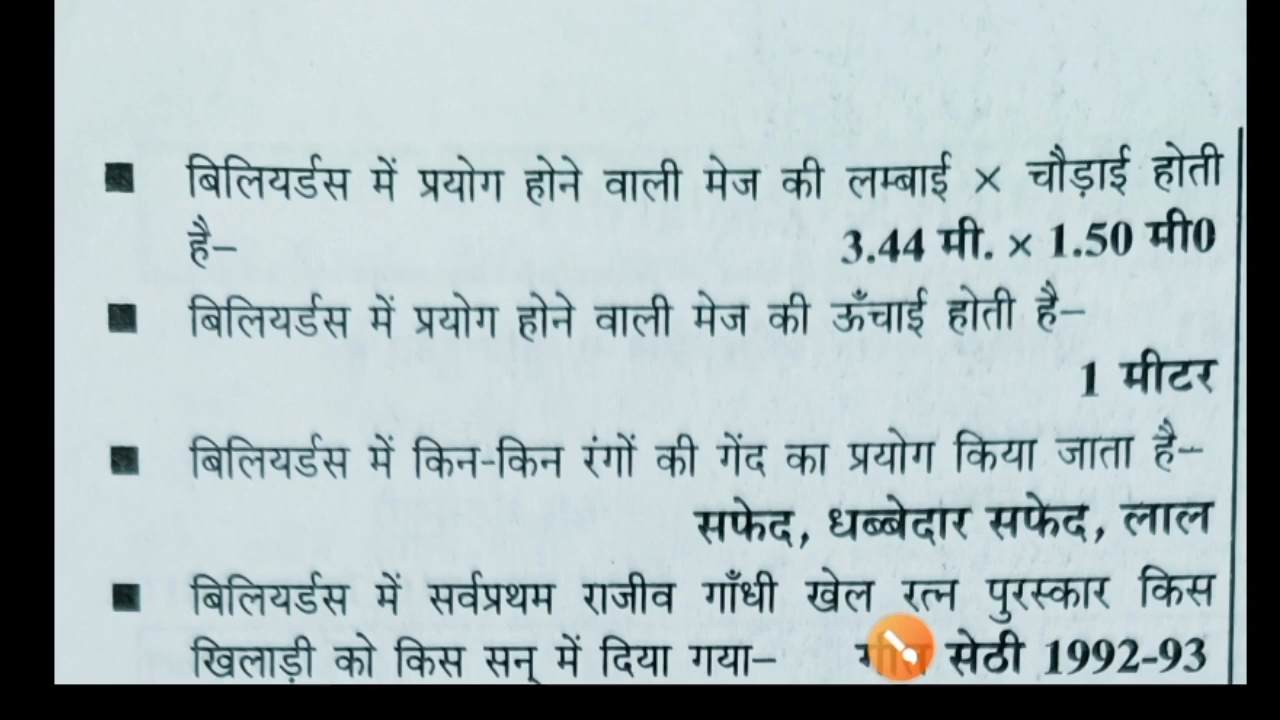 बिलियर्डस में प्रयोग होने वाली मेज की लम्बाई × चौड़ाई होती
है– 3.44 मी. × 1.50 मी0
बिलियर्डस में प्रयोग होने वाली मेज की ऊँचाई होती है–
1 मीटर
बिलियर्डस में किन-किन रंगों की गेंद का प्रयोग किया जाता है–
सफेद, धब्बेदार सफेद, लाल
बिलियर्डस में सर्वप्रथम राजीव गाँधी खेल रत्न पुरस्कार किस
खिलाड़ी को किस सन् में दिया गया– सेठी 1992-93